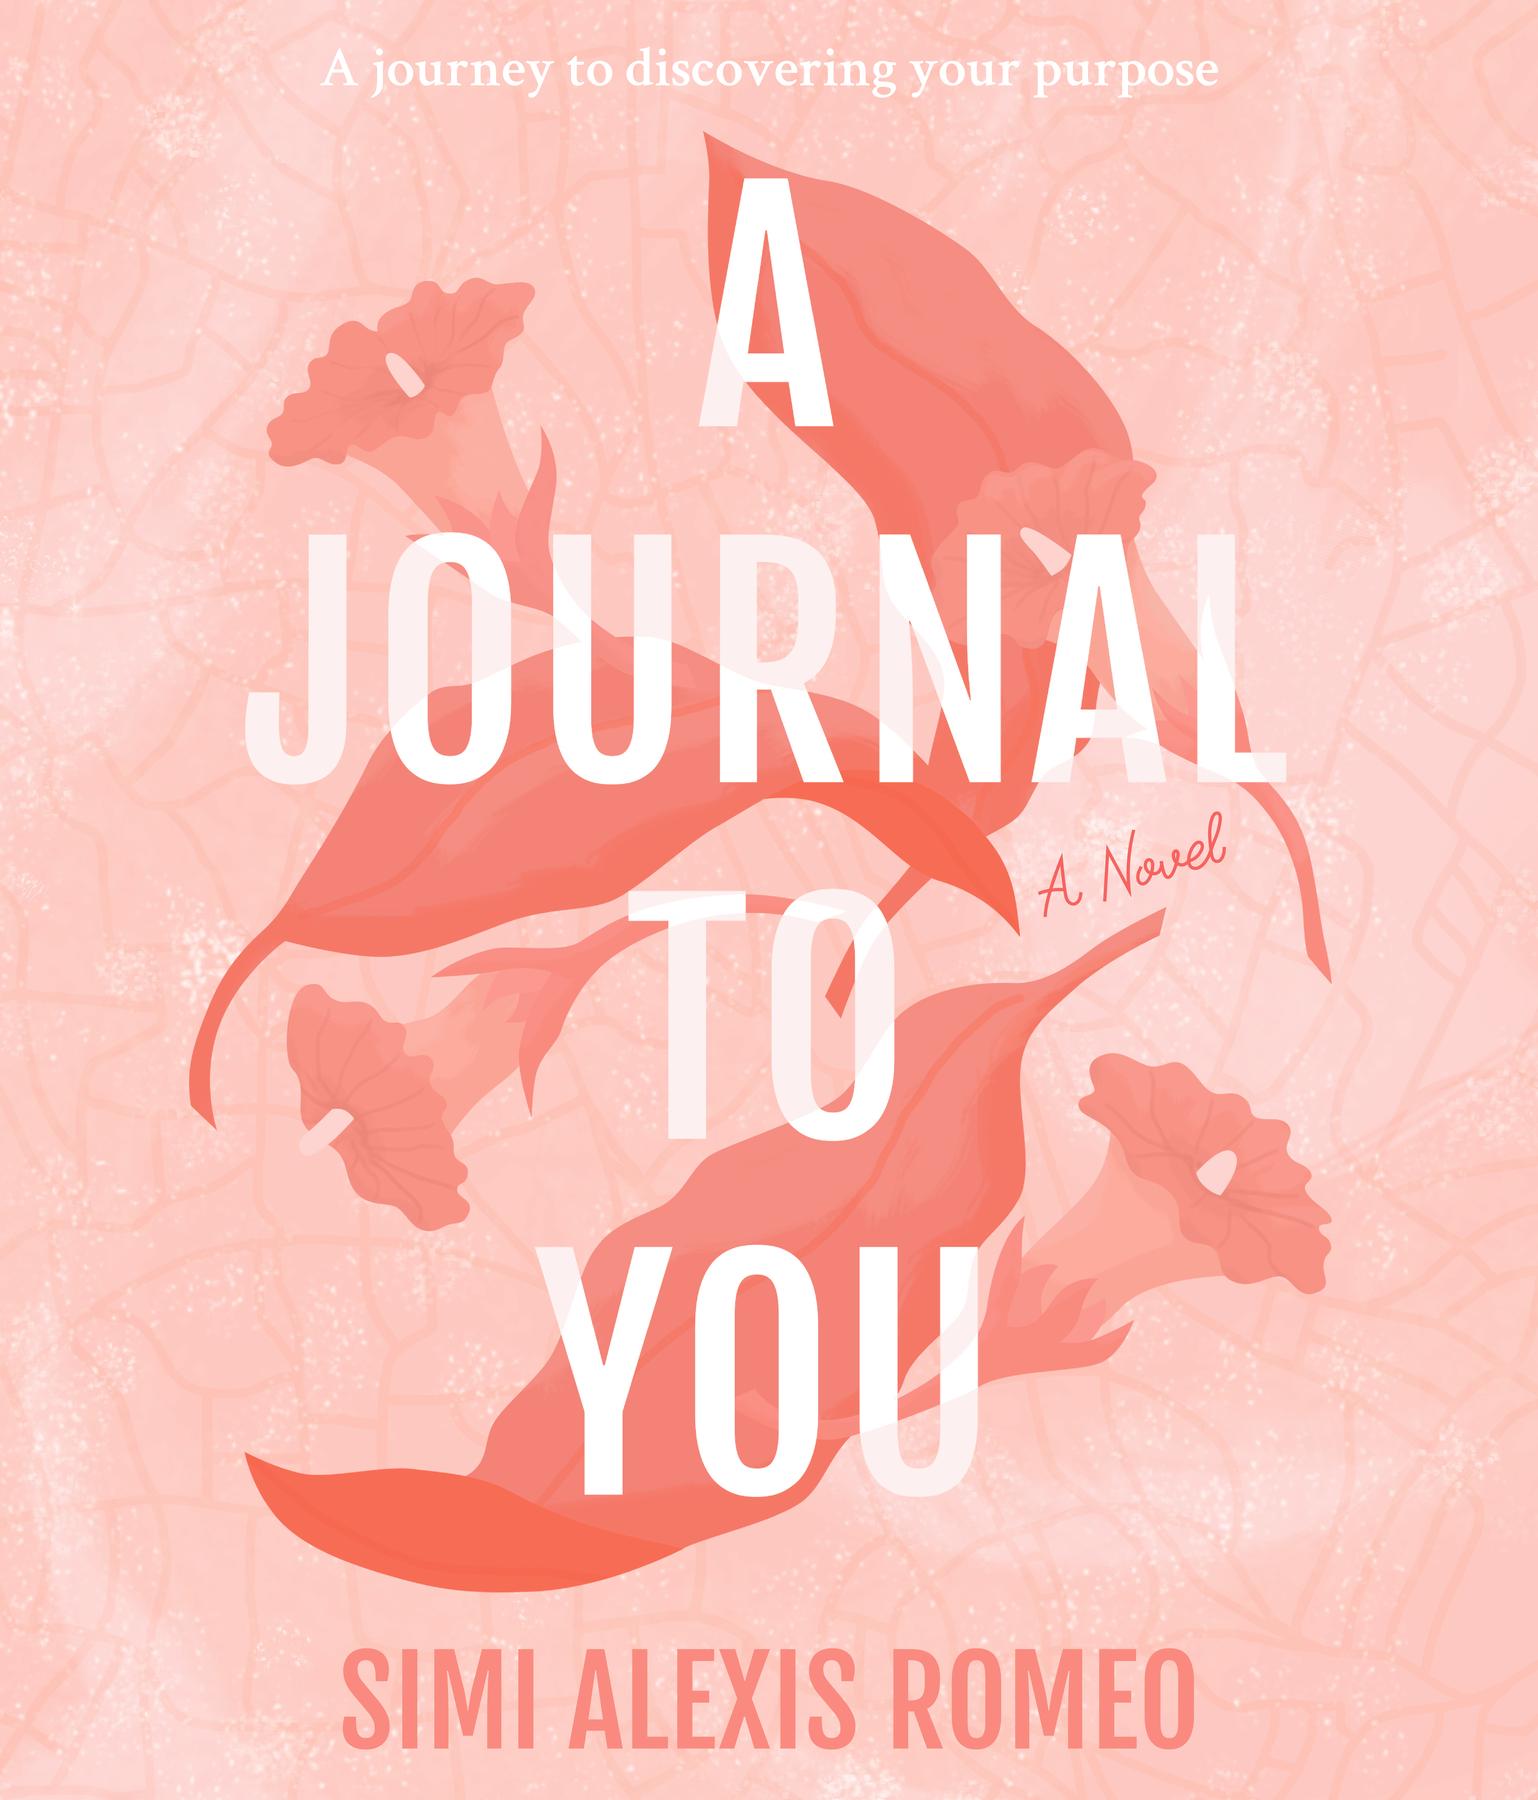 A journey to discovering your purpose
A
JOURNAL
A Novel
TO
YOU
SIMI ALEXIS ROMEO